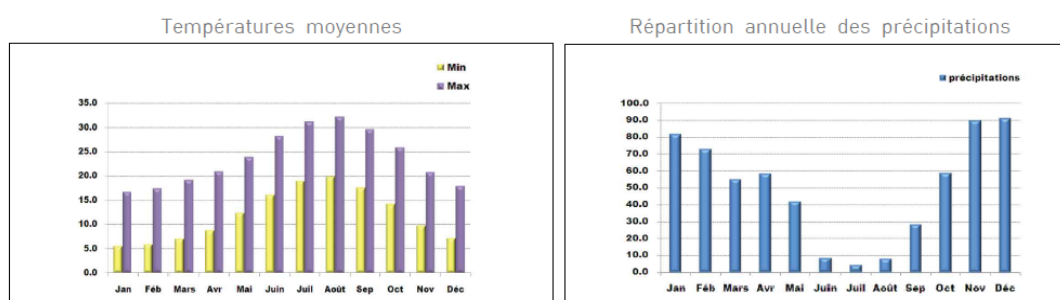 Températures moyennes
Min
Max
35.0
30.0
25.0
20.0
15.0
10.0
5.0
0.0
Jan Féb Mars Avr Mai Juin Juil Août Sep Oct Nov Déc
Répartition annuelle des précipitations
précipitations
100.0
90.0
80.0
70.0
60.0
50.0
40.0
30.0
20.0
10.0
0.0
Jan Féb Mars Avr Mai Juin Juil Août Sep Oct Nov Déc